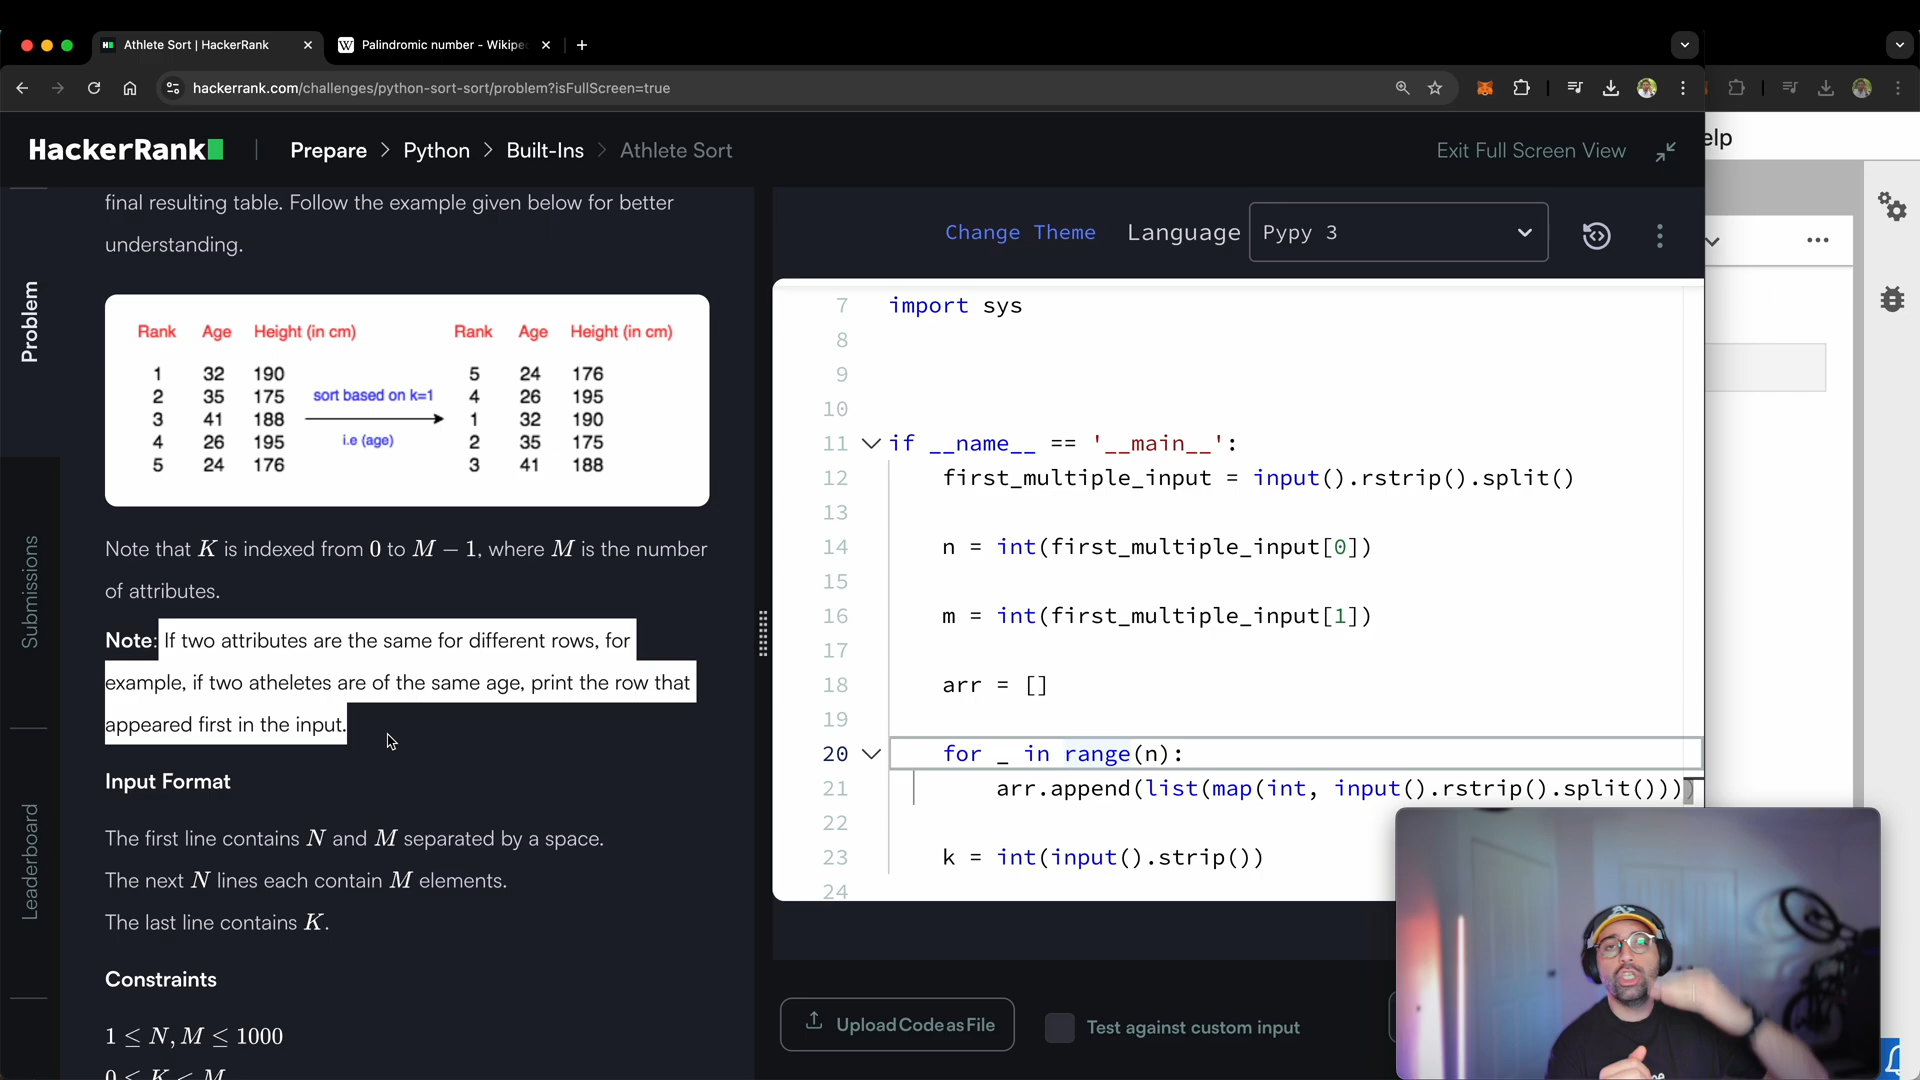 Athlete Sort | HackerRank
Palindromic number - Wikipe
hackerrank.com/challenges/python-sort-sort/problem?isFullScreen=true
elp
HackerRank
Prepare > Python > Built-Ins > Athlete Sort
Exit Full Screen View
Problem
Submissions
Leaderboard
final resulting table. Follow the example given below for better
understanding.
Rank Age Height (in cm) Rank Age Height (in cm)
1 32 190 5 24 176
2 35 175 sort based on k=1 4 26 195
3 41 188 1 32 190
4 26 195 i.e (age) 2 35 175
5 24 176 3 41 188
Note that K is indexed from 0 to M − 1, where M is the number
of attributes.
Note: If two attributes are the same for different rows, for
example, if two atheletes are of the same age, print the row that
appeared first in the input.
Input Format
The first line contains N and M separated by a space.
The next N lines each contain M elements.
The last line contains K.
Constraints
1 ≤ N, M ≤ 1000
0 ≤ K < M
Change Theme Language Pypy 3
7 import sys
8
9
10
11 if __name__ == '__main__':
12 first_multiple_input = input().rstrip().split()
13
14 n = int(first_multiple_input[0])
15
16 m = int(first_multiple_input[1])
17
18 arr = []
19
20 for _ in range(n):
21 arr.append(list(map(int, input().rstrip().split())))
22
23 k = int(input().strip())
24
Upload Code as File
Test against custom input